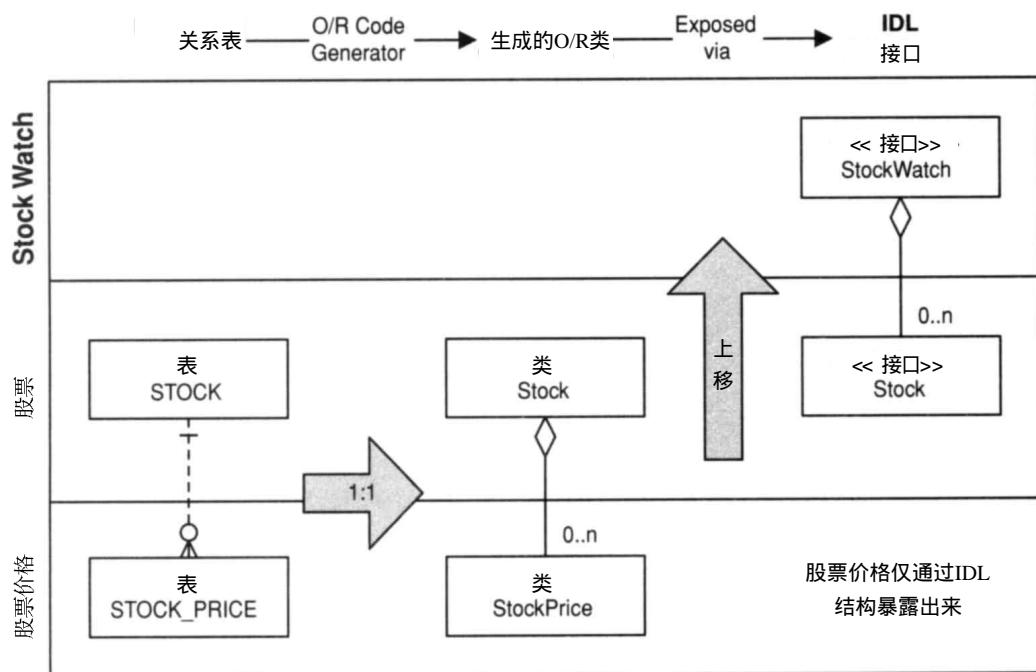 关系表
O/R Code
Generator
生成的O/R类
Exposed
via
IDL
接口
Stock Watch
<< 接口>>
StockWatch
0..n
股票
表
STOCK
类
Stock
上
移
<< 接口>>
Stock
1:1
0..n
股票价格
表
STOCK_PRICE
类
StockPrice
股票价格仅通过IDL
结构暴露出来